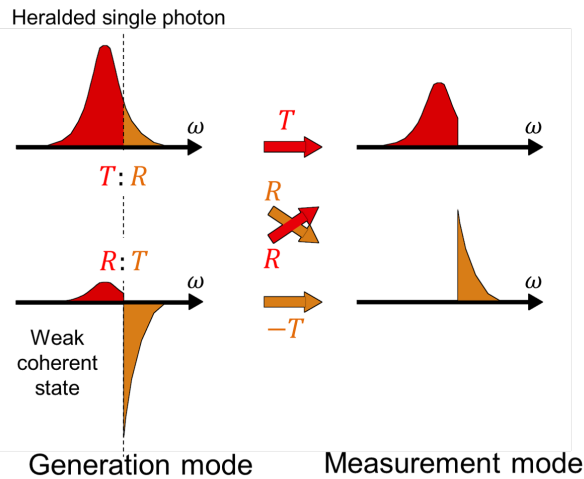 Heralded single photon
ω
ω
T
T:R
R
R:T
R
ω
ω
−T
Weak
coherent
state
Generation mode
Measurement mode